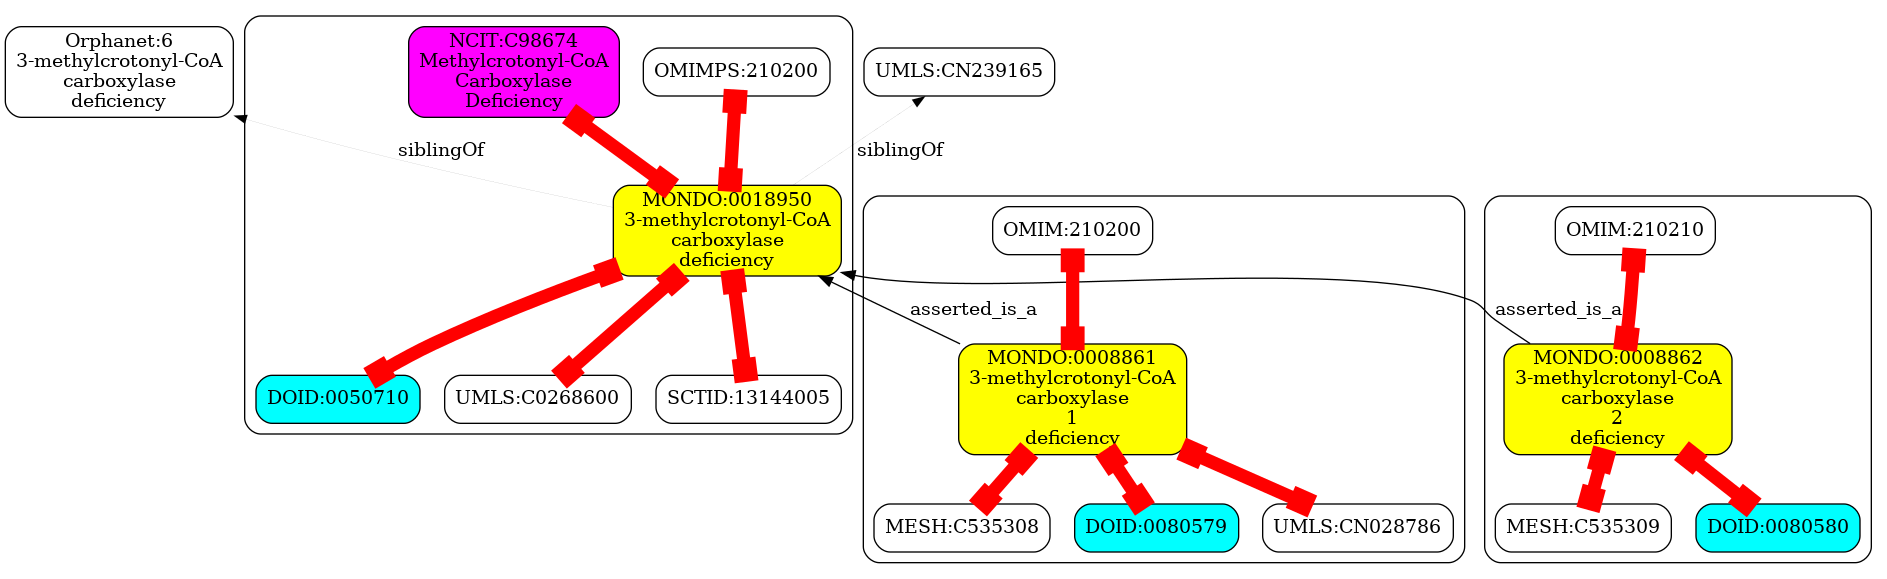 Orphanet:6
3-methylcrotonyl-CoA
carboxylase
deficiency
NCIT:C98674
Methylcrotonyl-CoA
Carboxylase
Deficiency
OMIMPS:210200
UMLS:CN239165
siblingOf
siblingOf
MONDO:0018950
3-methylcrotonyl-CoA
carboxylase
deficiency
OMIM:210200
OMIM:210210
asserted_is_a
asserted_is_a
DOID:0050710
UMLS:C0268600
SCTID:13144005
MONDO:0008861
3-methylcrotonyl-CoA
carboxylase
1
deficiency
MONDO:0008862
3-methylcrotonyl-CoA
carboxylase
2
deficiency
MESH:C535308
DOID:0080579
UMLS:CN028786
MESH:C535309
DOID:0080580